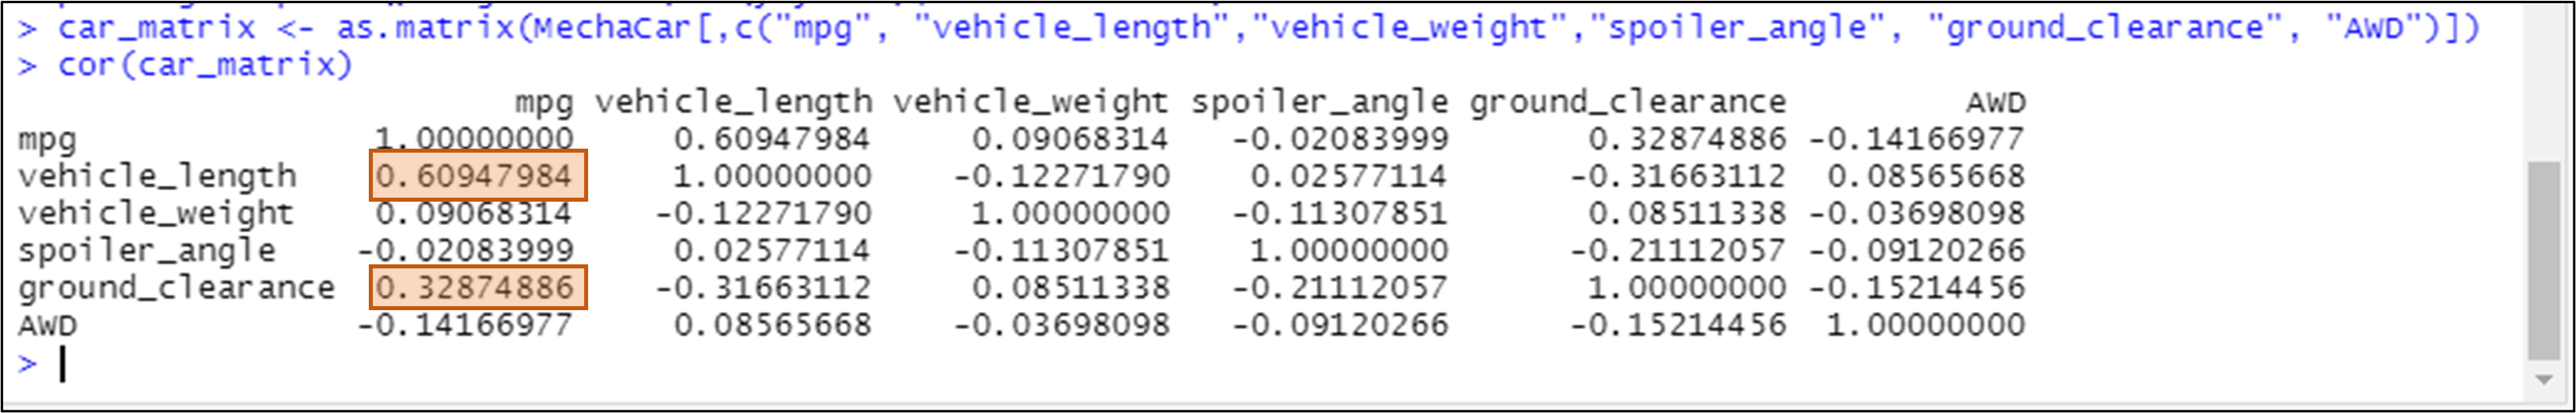 > car_matrix <- as.matrix(MechaCar[,c("mpg", "vehicle_length","vehicle_weight","spoiler_angle", "ground_clearance", "AWD")])
> cor(car_matrix)
mpg vehicle_length vehicle_weight spoiler_angle ground_clearance AWD
mpg 1.00000000 0.60947984 0.09068314 -0.02083999 0.32874886 -0.14166977
vehicle_length 0.60947984 1.00000000 -0.12271790 0.02577114 -0.31663112 0.08565668
vehicle_weight 0.09068314 -0.12271790 1.00000000 -0.11307851 0.08511338 -0.03698098
spoiler_angle -0.02083999 0.02577114 -0.11307851 1.00000000 -0.21112057 -0.09120266
ground_clearance 0.32874886 -0.31663112 0.08511338 -0.21112057 1.00000000 -0.15214456
AWD -0.14166977 0.08565668 -0.03698098 -0.09120266 -0.15214456 1.00000000
>